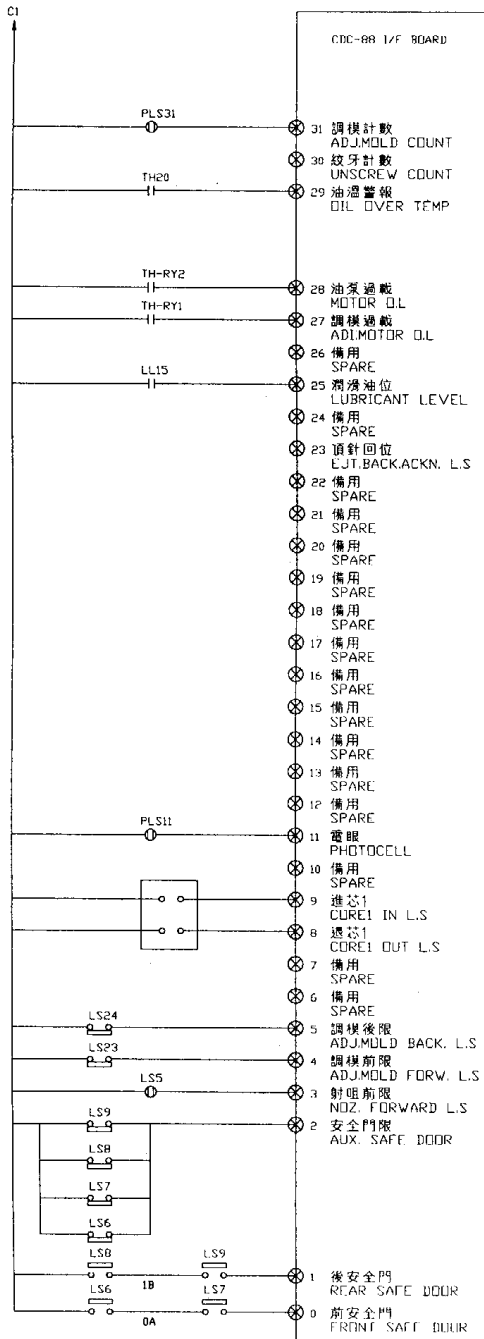 C1
CDC-88 I/F BOARD
PLS31
31 調模計數
ADJ.MOLD COUNT
30 絞牙計數
UNSCREW COUNT
TH20
29 油溫警報
OIL OVER TEMP
TH-RY2
28 油泵過載
MOTOR O.L
TH-RY1
27 調模過載
ADJ.MOTOR O.L
26 備用
SPARE
LL15
25 潤滑油位
LUBRICANT LEVEL
24 備用
SPARE
23 頂針回位
EJT.BACK.ACKN. L.S
22 備用
SPARE
21 備用
SPARE
20 備用
SPARE
19 備用
SPARE
18 備用
SPARE
17 備用
SPARE
16 備用
SPARE
15 備用
SPARE
14 備用
SPARE
13 備用
SPARE
12 備用
SPARE
PLS11
11 電眼
PHOTOCELL
10 備用
SPARE
9 進芯1
CORE1 IN L.S
8 退芯1
CORE1 OUT L.S
7 備用
SPARE
6 備用
SPARE
LS24
5 調模後限
ADJ.MOLD BACK. L.S
LS23
4 調模前限
ADJ.MOLD FORW. L.S
LS5
3 射咀前限
NOZ. FORWARD L.S
LS9
2 安全門限
AUX. SAFE DOOR
LS8
LS7
LS6
LS8 LS9
1B
1 後安全門
REAR SAFE DOOR
LS6 LS7
0A
0 前安全門
FRONT SAFE DOOR